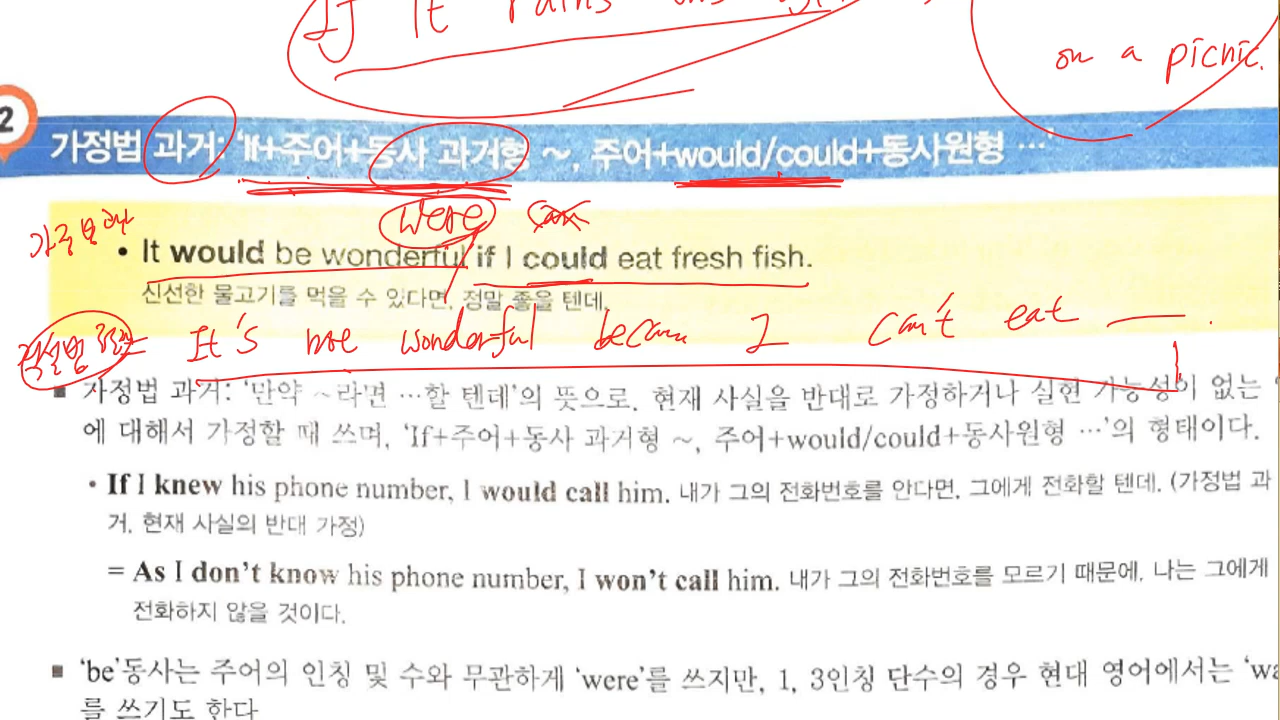 If it rains
on a picnic.
2
가정법 과거: ‘If+주어+동사 과거형 ~, 주어+would/could+동사원형 …’
were
• It would be wonderful if I could eat fresh fish.
신선한 물고기를 먹을 수 있다면, 정말 좋을 텐데.
= It's not wonderful because I can't eat ___.
■ 가정법 과거: ‘만약 ~라면 …할 텐데’의 뜻으로, 현재 사실을 반대로 가정하거나 실현 가능성이 없는
에 대해서 가정할 때 쓰며, ‘If+주어+동사 과거형 ~, 주어+would/could+동사원형 …’의 형태이다.
• If I knew his phone number, I would call him. 내가 그의 전화번호를 안다면, 그에게 전화할 텐데. (가정법 과
거, 현재 사실의 반대 가정)
= As I don’t know his phone number, I won’t call him. 내가 그의 전화번호를 모르기 때문에, 나는 그에게
전화하지 않을 것이다.
■ ‘be’동사는 주어의 인칭 및 수와 무관하게 ‘were’를 쓰지만, 1, 3인칭 단수의 경우 현대 영어에서는 ‘wa
를 쓰기도 한다